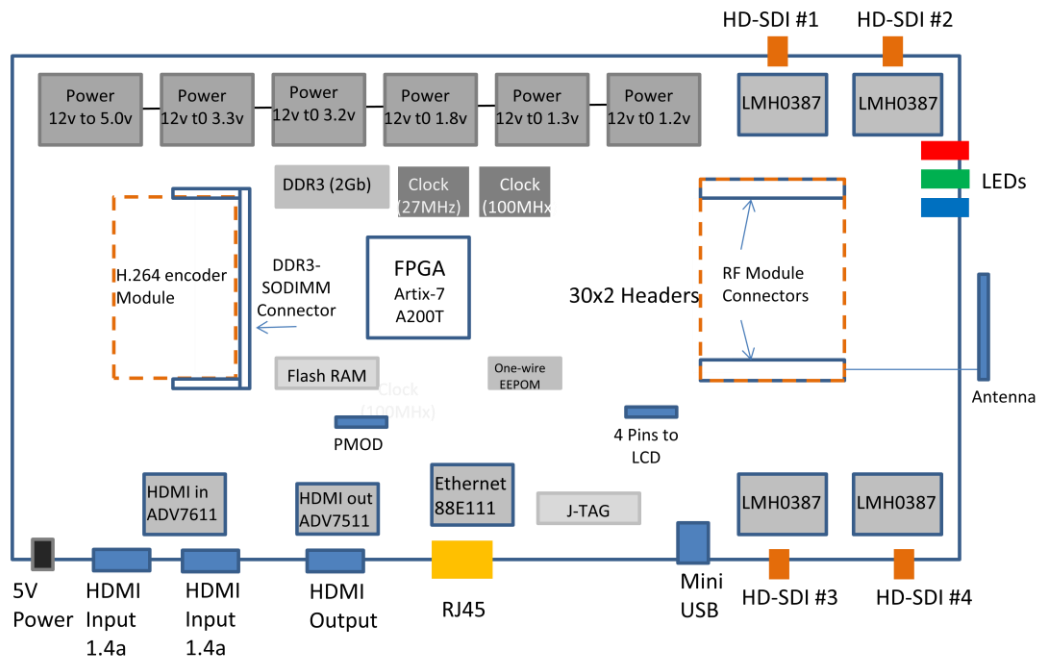 HD-SDI #1
HD-SDI #2
Power
12v to 5.0v
Power
12v t0 3.3v
Power
12v t0 3.2v
Power
12v t0 1.8v
Power
12v t0 1.3v
Power
12v t0 1.2v
LMH0387
LMH0387
LEDs
DDR3 (2Gb)
Clock
(27MHz)
Clock
(100MHx
H.264 encoder
Module
DDR3-
SODIMM
Connector
FPGA
Artix-7
A200T
30x2 Headers
RF Module
Connectors
Flash RAM
Clock
(100MHx)
One-wire
EEPOM
Antenna
PMOD
4 Pins to
LCD
HDMI in
ADV7611
HDMI out
ADV7511
Ethernet
88E111
J-TAG
LMH0387
LMH0387
5V
Power
HDMI
Input
1.4a
HDMI
Input
1.4a
HDMI
Output
RJ45
Mini
USB
HD-SDI #3
HD-SDI #4